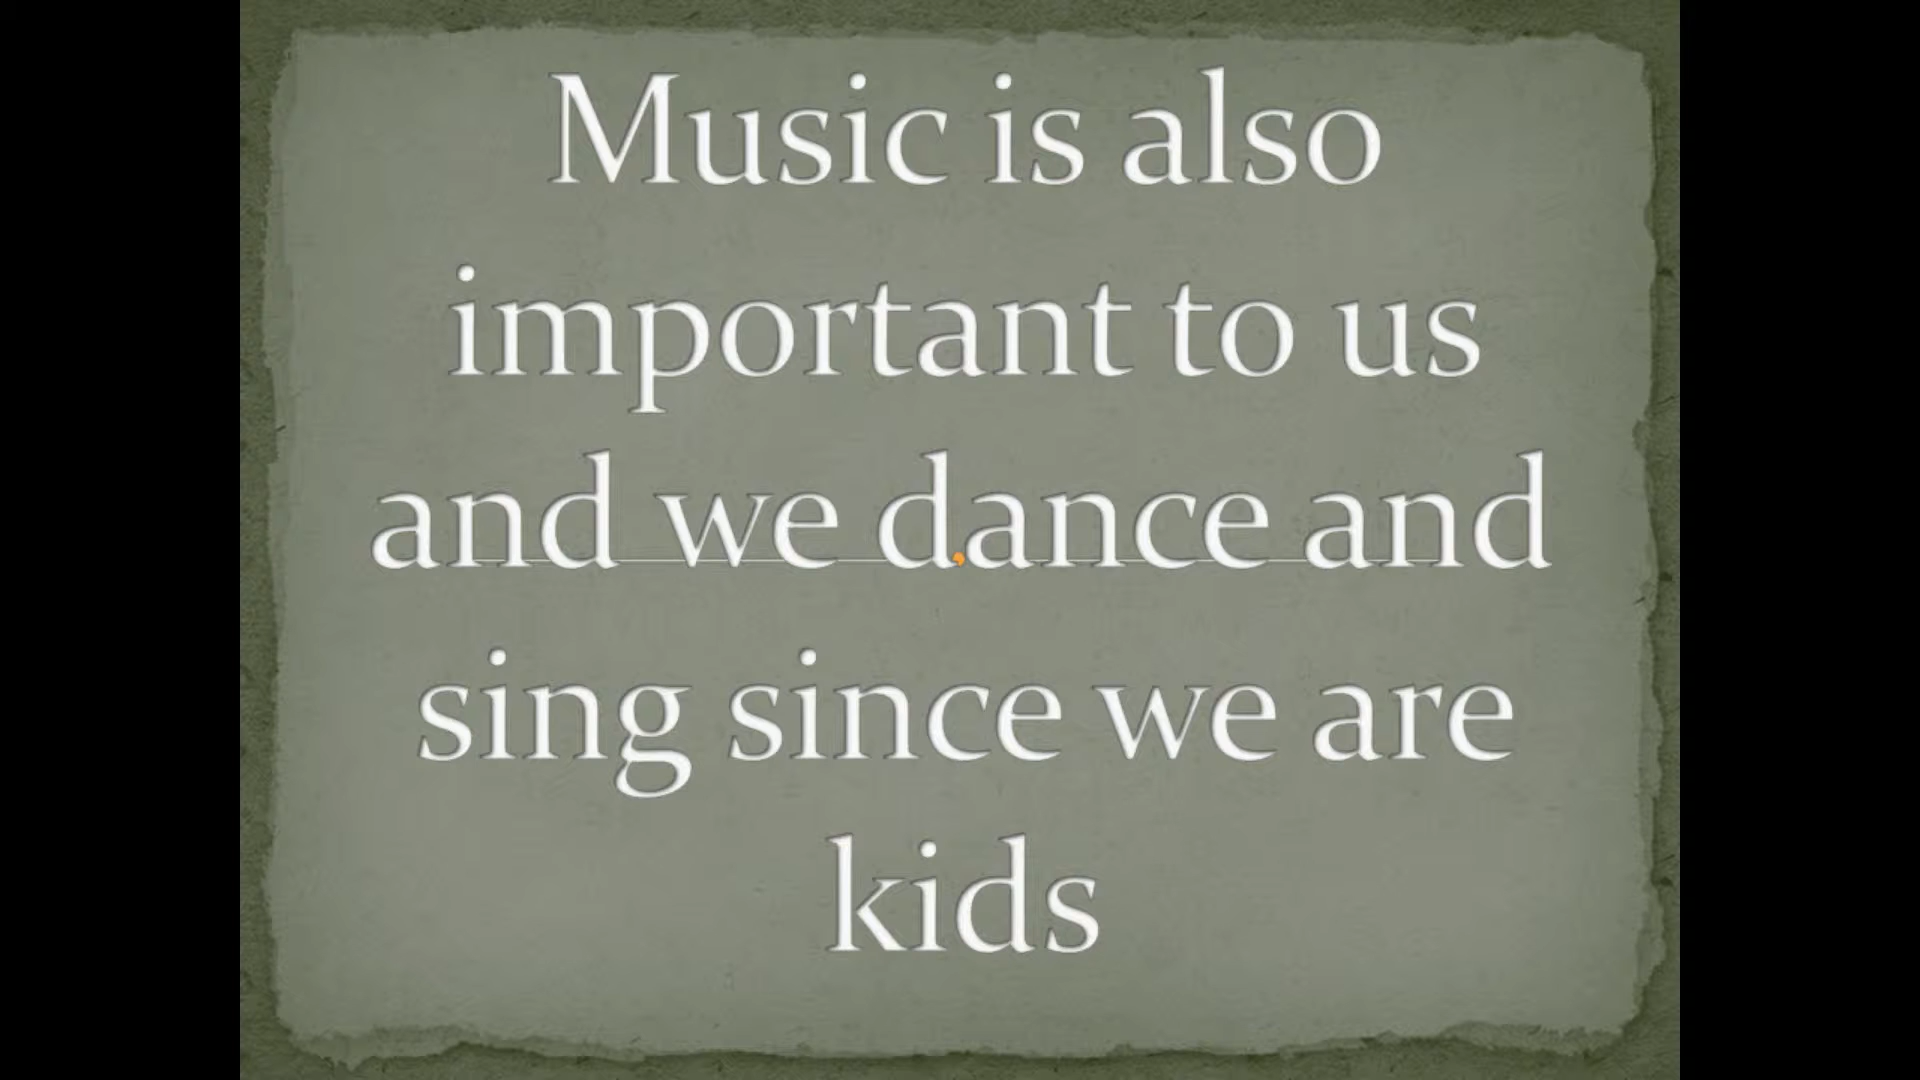 Music is also
important to us
and we dance and
sing since we are
kids